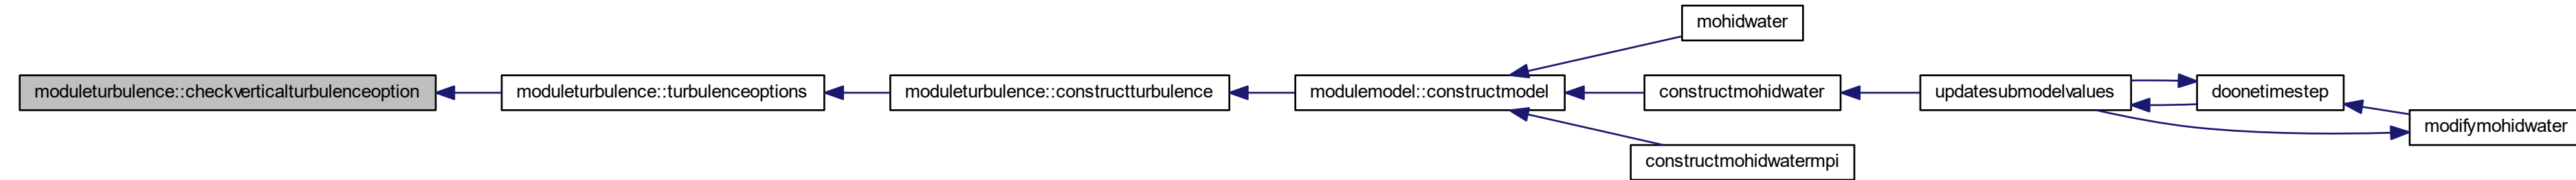 mohidwater
moduleturbulence::checkverticalturbulenceoption
moduleturbulence::turbulenceoptions
moduleturbulence::constructturbulence
modulemodel::constructmodel
constructmohidwater
updatesubmodelvalues
doonetimestep
modifymohidwater
constructmohidwatermpi